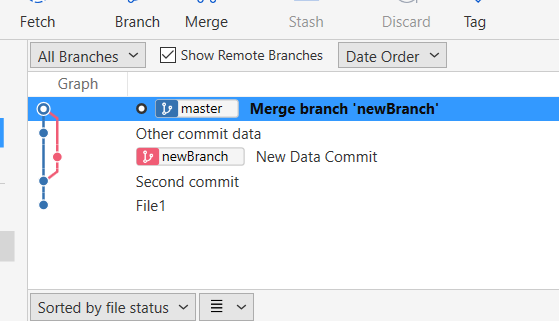 Fetch Branch Merge Stash Discard Tag
All Branches Show Remote Branches Date Order
Graph
master Merge branch 'newBranch'
Other commit data
newBranch New Data Commit
Second commit
File1
Sorted by file status